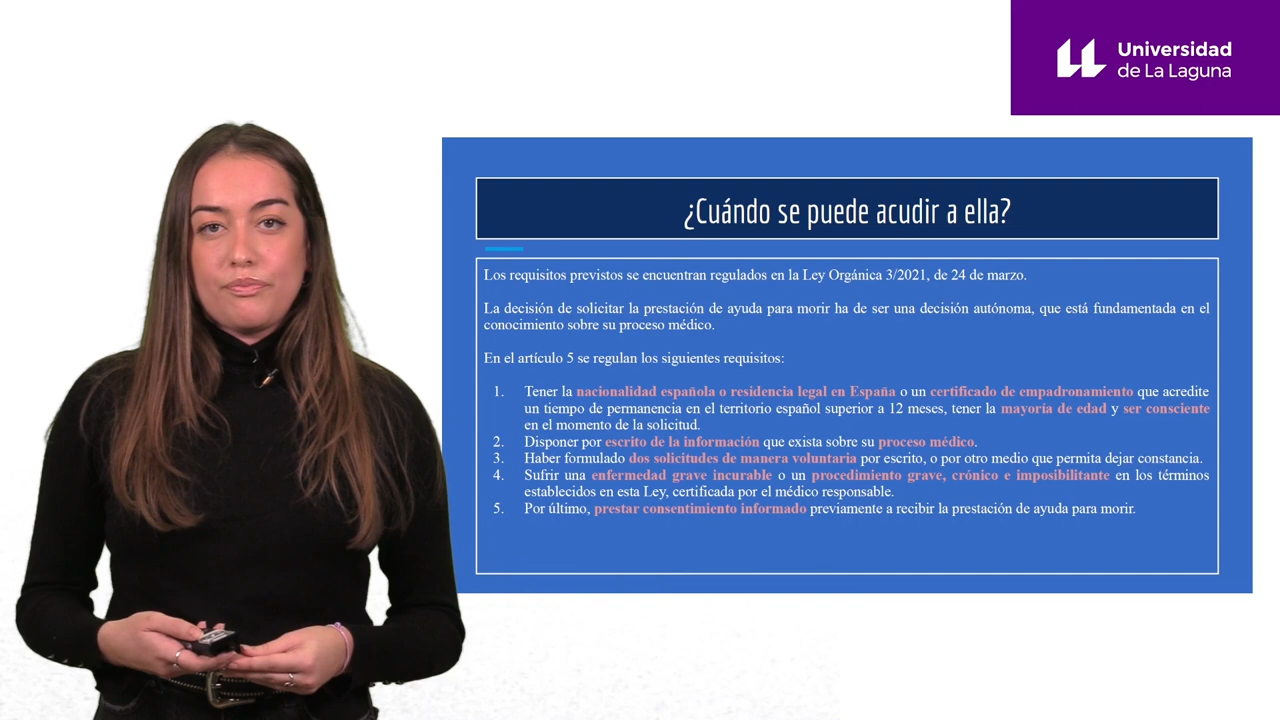 Universidad
de La Laguna
¿Cuándo se puede acudir a ella?
Los requisitos previstos se encuentran regulados en la Ley Orgánica 3/2021, de 24 de marzo.
La decisión de solicitar la prestación de ayuda para morir ha de ser una decisión autónoma, que está fundamentada en el
conocimiento sobre su proceso médico.
En el artículo 5 se regulan los siguientes requisitos:
1. Tener la nacionalidad española o residencia legal en España o un certificado de empadronamiento que acredite
un tiempo de permanencia en el territorio español superior a 12 meses, tener la mayoría de edad y ser consciente
en el momento de la solicitud.
2. Disponer por escrito de la información que exista sobre su proceso médico.
3. Haber formulado dos solicitudes de manera voluntaria por escrito, o por otro medio que permita dejar constancia.
4. Sufrir una enfermedad grave incurable o un procedimiento grave, crónico e imposibilitante en los términos
establecidos en esta Ley, certificada por el médico responsable.
5. Por último, prestar consentimiento informado previamente a recibir la prestación de ayuda para morir.